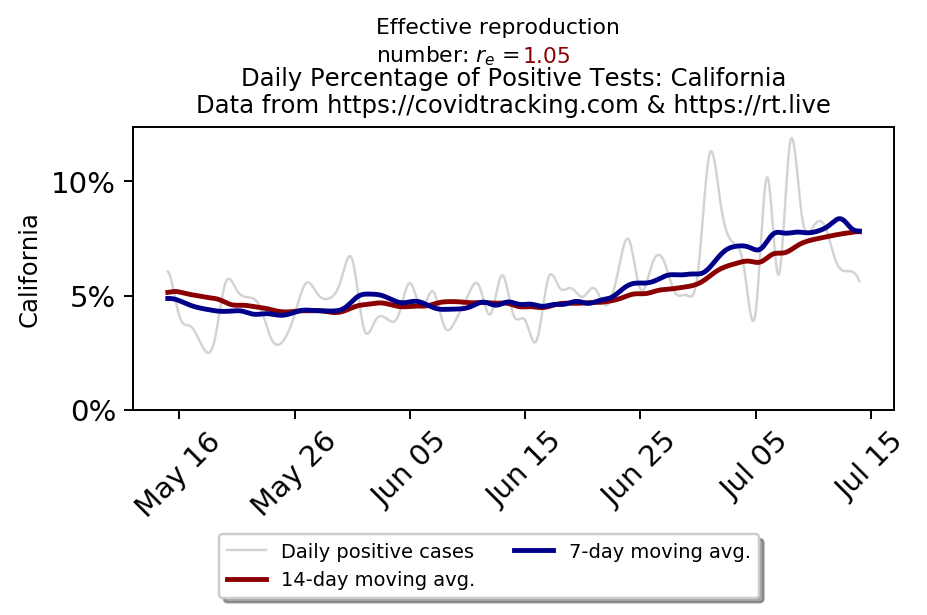 Effective reproduction
number: rₑ =1.05
Daily Percentage of Positive Tests: California
Data from https://covidtracking.com & https://rt.live
California
10%
5%
0%
May 16
May 26
Jun 05
Jun 15
Jun 25
Jul 05
Jul 15
Daily positive cases
14-day moving avg.
7-day moving avg.